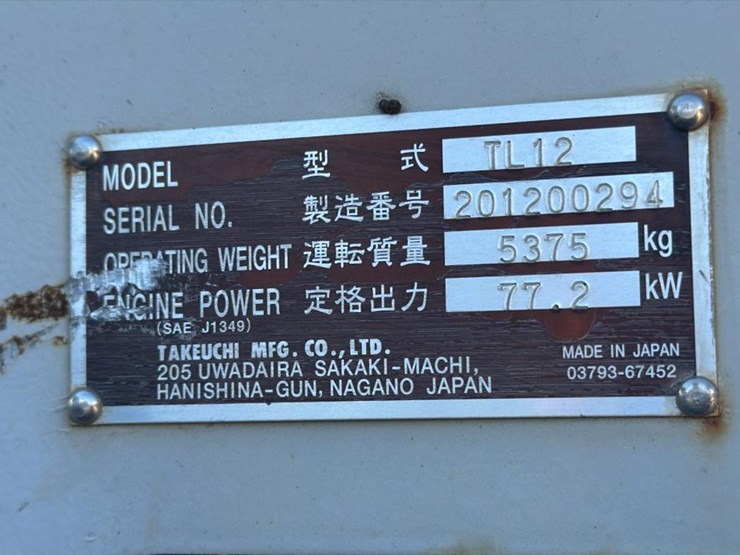 MODEL 型 式 TL12
SERIAL NO. 製造番号 201200294
OPERATING WEIGHT 運転質量 5375 kg
ENGINE POWER 定格出力 77.2 kW
(SAE J1349)
TAKEUCHI MFG. CO., LTD.
205 UWADAIRA SAKAKI-MACHI,
HANISHINA-GUN, NAGANO JAPAN
MADE IN JAPAN
03793-67452